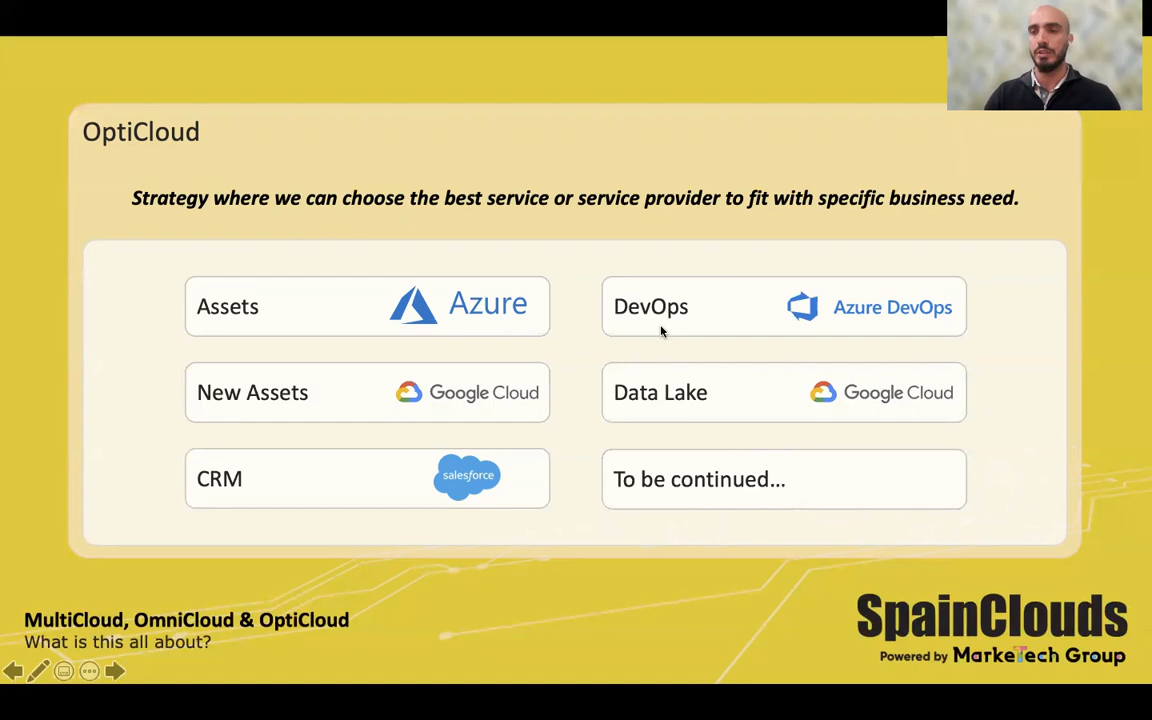 OptiCloud
Strategy where we can choose the best service or service provider to fit with specific business need.
Assets
Azure
DevOps
Azure DevOps
New Assets
Google Cloud
Data Lake
Google Cloud
CRM
salesforce
To be continued...
MultiCloud, OmniCloud & OptiCloud
What is this all about?
SpainClouds
Powered by MarkeTech Group